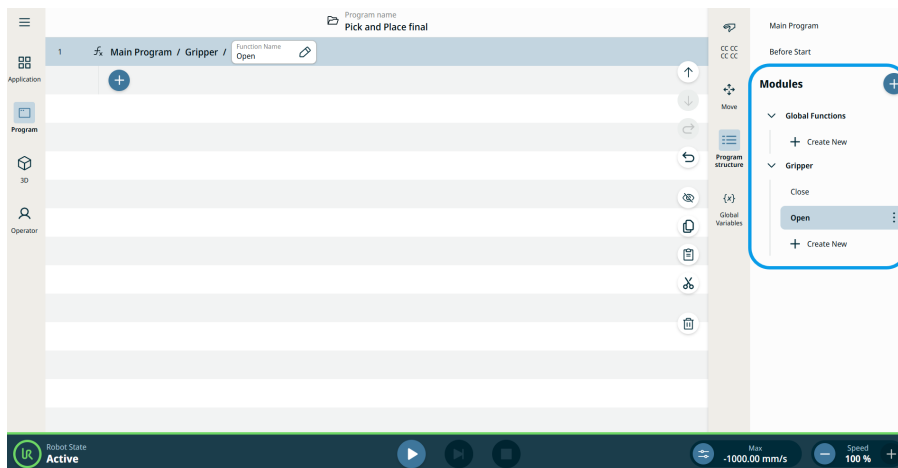 Program name
Pick and Place final
Main Program
1 fx Main Program / Gripper / Function Name Open
CC CC
CC CC
Before Start
Application
Move
Modules
Global Functions
Program
Create New
Program structure
Gripper
3D
Close
{x}
Global Variables
Open
Operator
Create New
UR
Robot State
Active
Max
-1000.00 mm/s
Speed
100 %